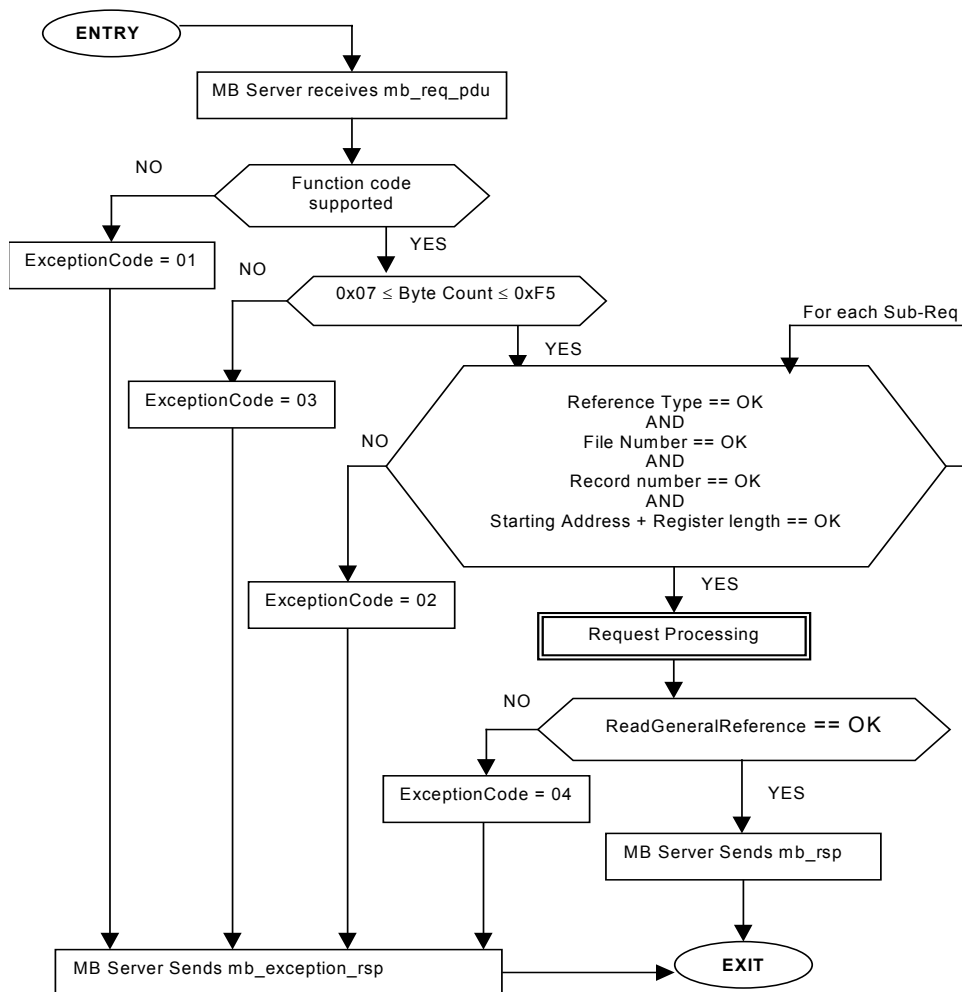 ENTRY
MB Server receives mb_req_pdu
NO
Function code
supported
YES
ExceptionCode = 01
NO
0x07 ≤ Byte Count ≤ 0xF5
For each Sub-Req
YES
ExceptionCode = 03
Reference Type == OK
AND
File Number == OK
AND
Record number == OK
AND
Starting Address + Register length == OK
NO
ExceptionCode = 02
YES
Request Processing
NO
ReadGeneralReference == OK
ExceptionCode = 04
YES
MB Server Sends mb_rsp
MB Server Sends mb_exception_rsp
EXIT